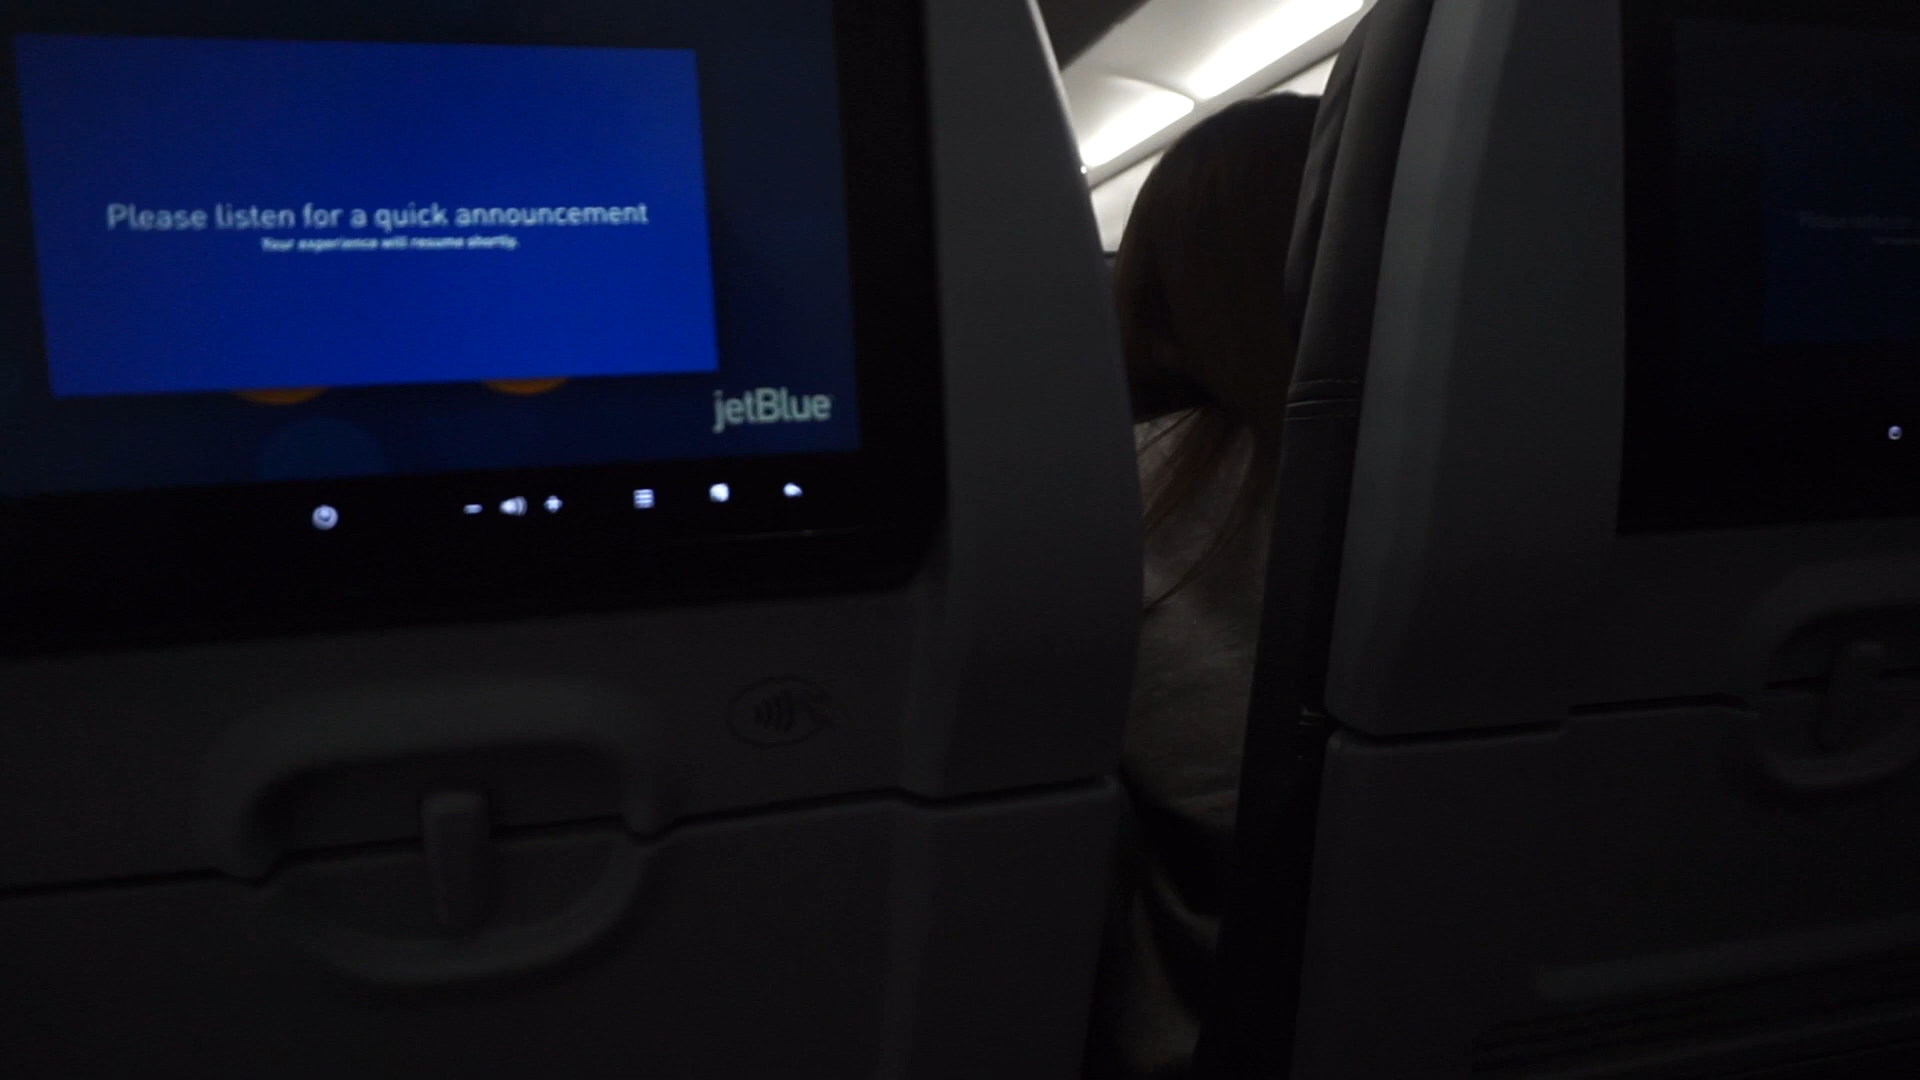 Please listen for a quick announcement
Your experience will resume shortly.
jetBlue